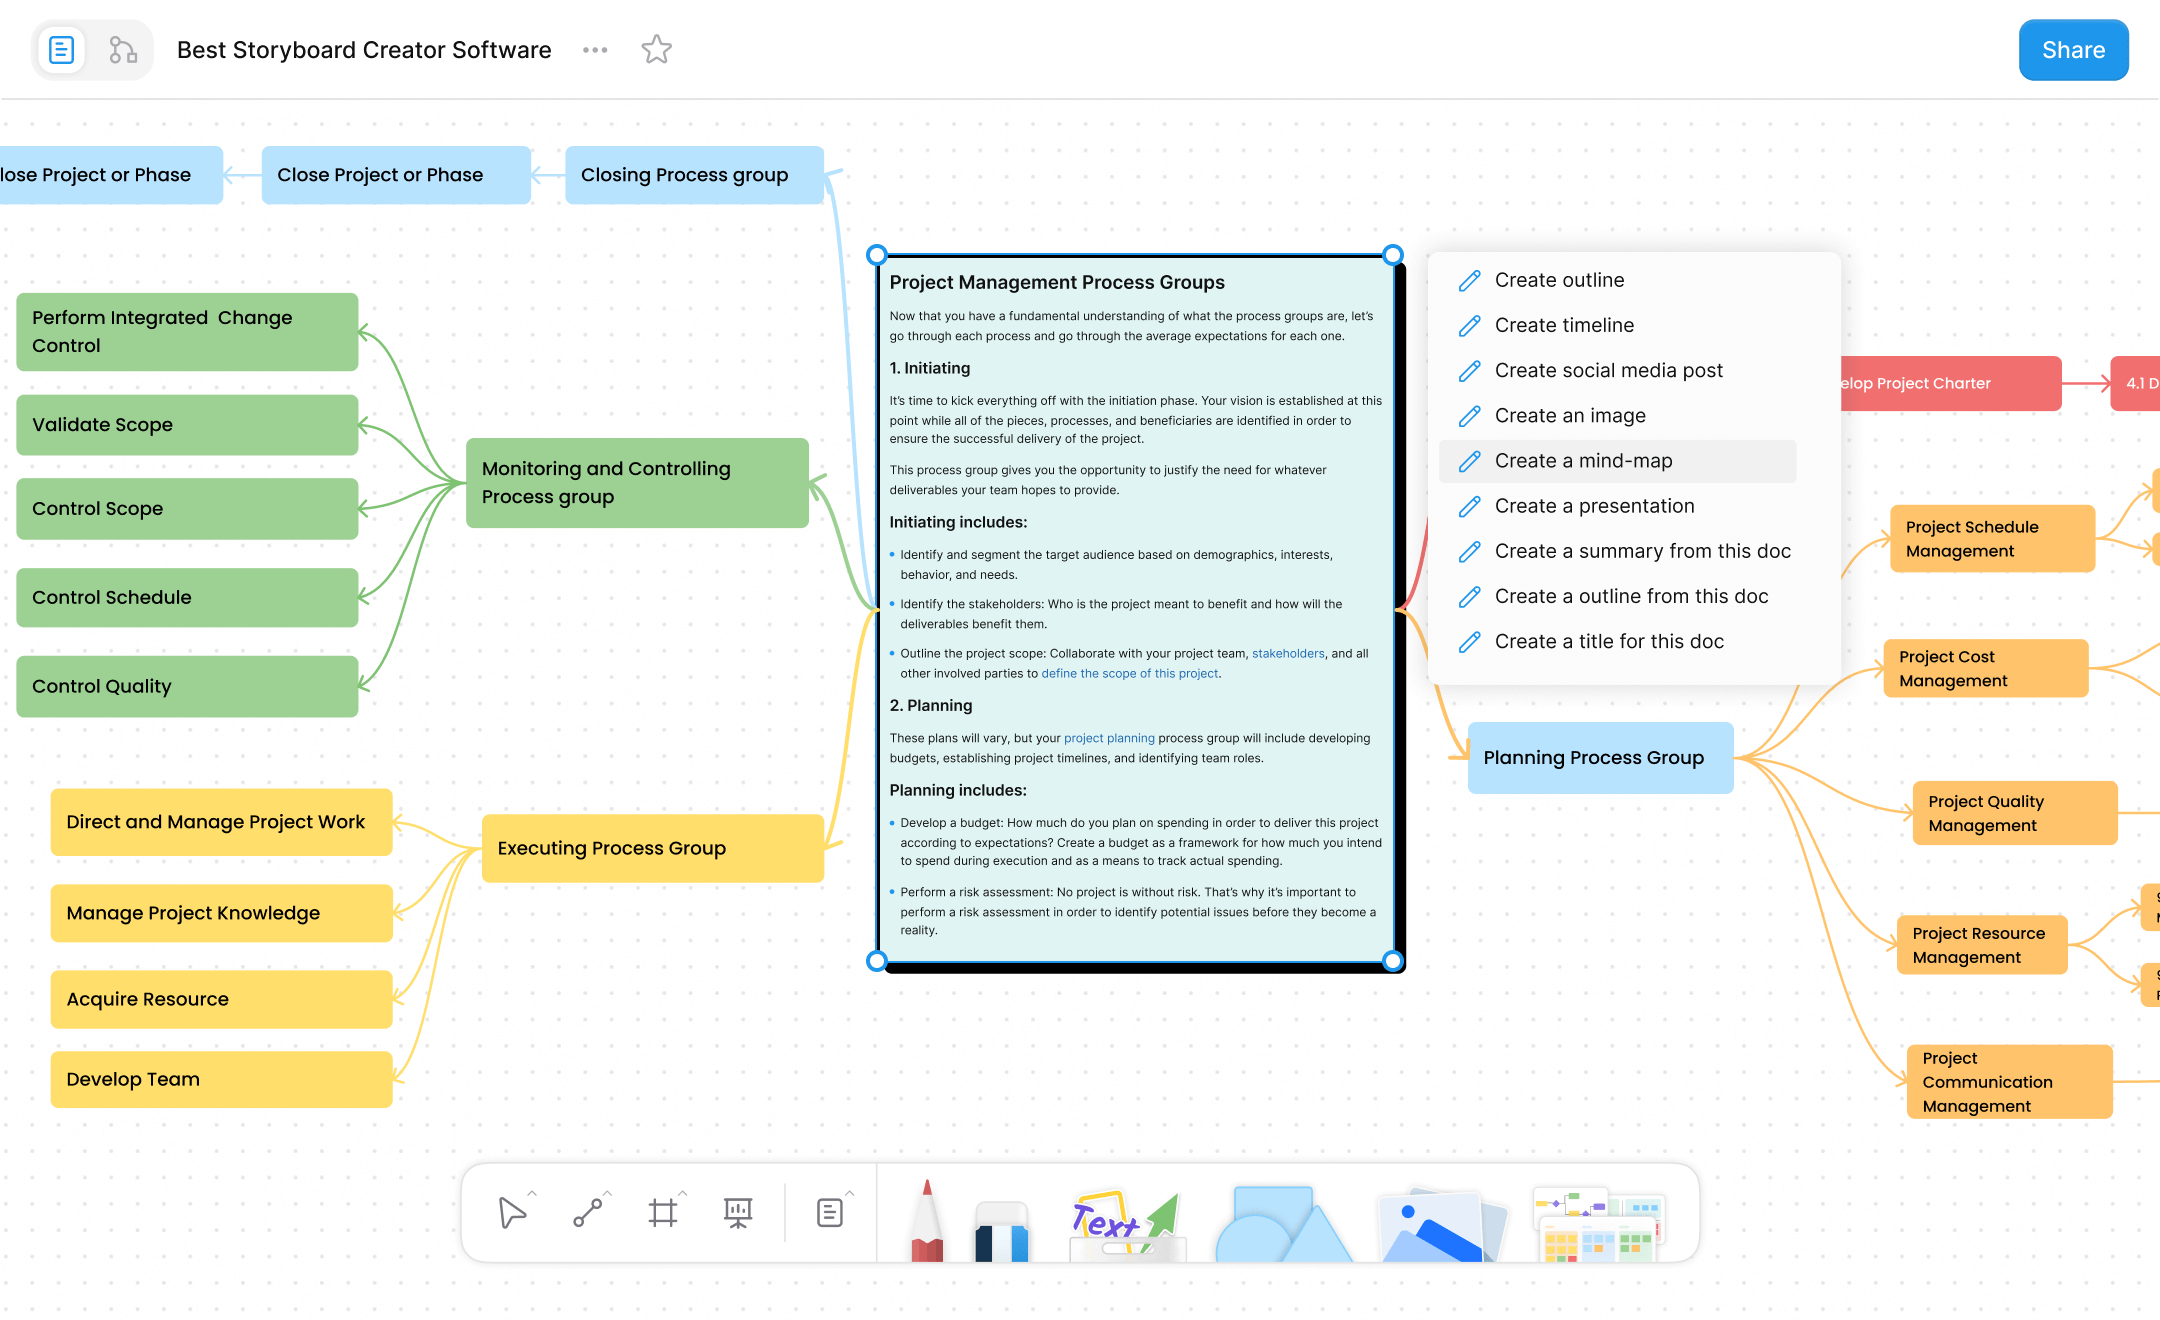 Best Storyboard Creator Software
Share
lose Project or Phase
Close Project or Phase
Closing Process group
Perform Integrated  Change
Control
Validate Scope
Control Scope
Control Schedule
Control Quality
Monitoring and Controlling
Process group
Direct and Manage Project Work
Manage Project Knowledge
Acquire Resource
Develop Team
Executing Process Group
Project Management Process Groups
Now that you have a fundamental understanding of what the process groups are, let's
go through each process and go through the average expectations for each one.
1. Initiating
It's time to kick everything off with the initiation phase. Your vision is established at this
point while all of the pieces, processes, and beneficiaries are identified in order to
ensure the successful delivery of the project.
This process group gives you the opportunity to justify the need for whatever
deliverables your team hopes to provide.
Initiating includes:
• Identify and segment the target audience based on demographics, interests,
behavior, and needs.
• Identify the stakeholders: Who is the project meant to benefit and how will the
deliverables benefit them.
• Outline the project scope: Collaborate with your project team, stakeholders, and all
other involved parties to define the scope of this project.
2. Planning
These plans will vary, but your project planning process group will include developing
budgets, establishing project timelines, and identifying team roles.
Planning includes:
• Develop a budget: How much do you plan on spending in order to deliver this project
according to expectations? Create a budget as a framework for how much you intend
to spend during execution and as a means to track actual spending.
• Perform a risk assessment: No project is without risk. That's why it's important to
perform a risk assessment in order to identify potential issues before they become a
reality.
Create outline
Create timeline
Create social media post
Create an image
Create a mind-map
Create a presentation
Create a summary from this doc
Create a outline from this doc
Create a title for this doc
elop Project Charter
4.1 D
Project Schedule
Management
Project Cost
Management
Planning Process Group
Project Quality
Management
Project Resource
Management
Project
Communication
Management
Text